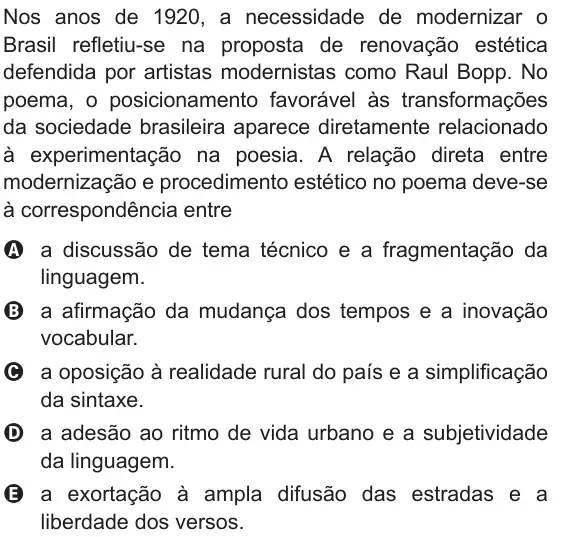 Nos anos de 1920, a necessidade de modernizar o
Brasil refletiu-se na proposta de renovação estética
defendida por artistas modernistas como Raul Bopp. No
poema, o posicionamento favorável às transformações
da sociedade brasileira aparece diretamente relacionado
à experimentação na poesia. A relação direta entre
modernização e procedimento estético no poema deve-se
à correspondência entre
A a discussão de tema técnico e a fragmentação da
linguagem.
B a afirmação da mudança dos tempos e a inovação
vocabular.
C a oposição à realidade rural do país e a simplificação
da sintaxe.
D a adesão ao ritmo de vida urbano e a subjetividade
da linguagem.
E a exortação à ampla difusão das estradas e a
liberdade dos versos.